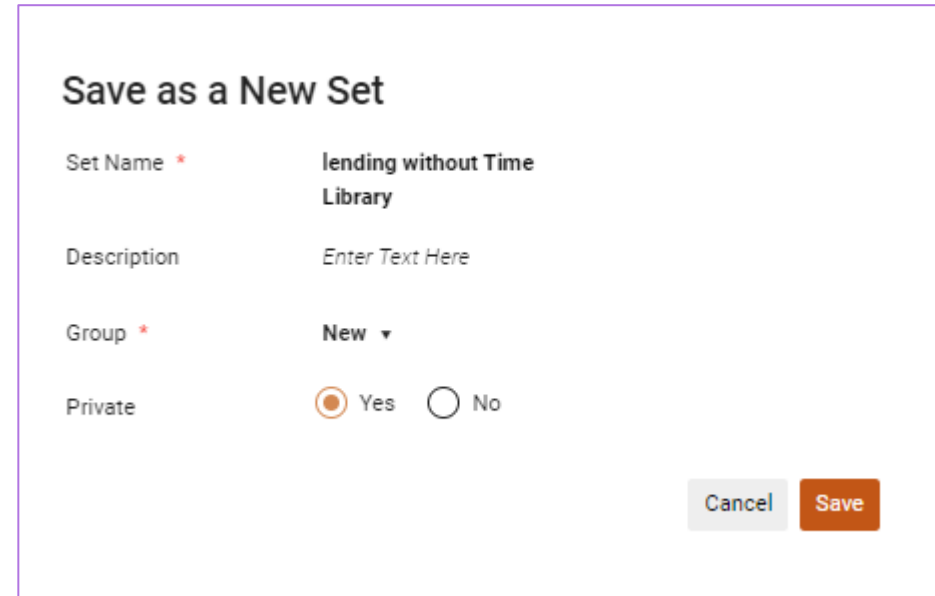 Save as a New Set
Set Name * lending without Time
Library
Description Enter Text Here
Group * New ▾
Private Yes No
Cancel Save